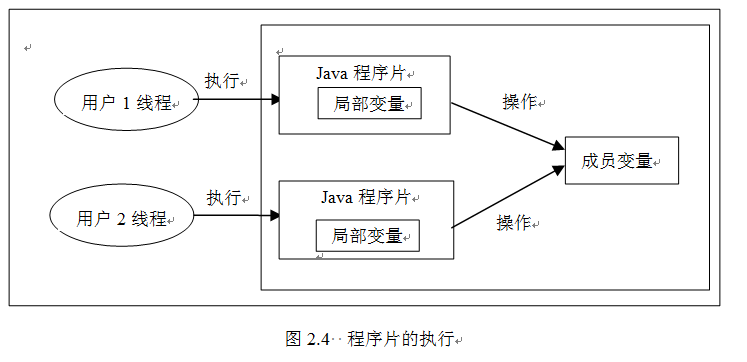 执行
Java 程序片
用户 1 线程
局部变量
操作
成员变量
执行
Java 程序片
用户 2 线程
局部变量
操作
图 2.4·· 程序片的执行